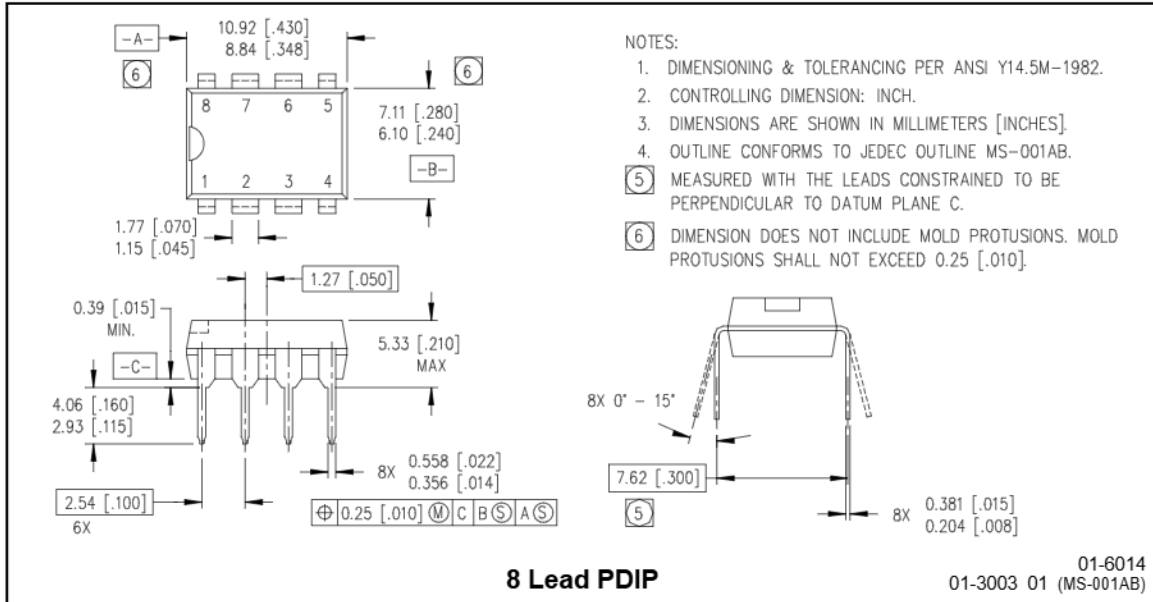 -A-
10.92 [.430]
8.84 [.348]
6
6
8 7 6 5
1 2 3 4
7.11 [.280]
6.10 [.240]
-B-
1.77 [.070]
1.15 [.045]
1.27 [.050]
0.39 [.015]
MIN.
-C-
5.33 [.210]
MAX
4.06 [.160]
2.93 [.115]
8X 0.558 [.022]
0.356 [.014]
2.54 [.100]
6X
⌖ 0.25 [.010] Ⓜ C B Ⓢ A Ⓢ
NOTES:
1. DIMENSIONING & TOLERANCING PER ANSI Y14.5M-1982.
2. CONTROLLING DIMENSION: INCH.
3. DIMENSIONS ARE SHOWN IN MILLIMETERS [INCHES].
4. OUTLINE CONFORMS TO JEDEC OUTLINE MS-001AB.
5 MEASURED WITH THE LEADS CONSTRAINED TO BE
PERPENDICULAR TO DATUM PLANE C.
6 DIMENSION DOES NOT INCLUDE MOLD PROTUSIONS. MOLD
PROTUSIONS SHALL NOT EXCEED 0.25 [.010].
8X 0° - 15°
7.62 [.300]
5
8X 0.381 [.015]
0.204 [.008]
8 Lead PDIP
01-6014
01-3003 01 (MS-001AB)